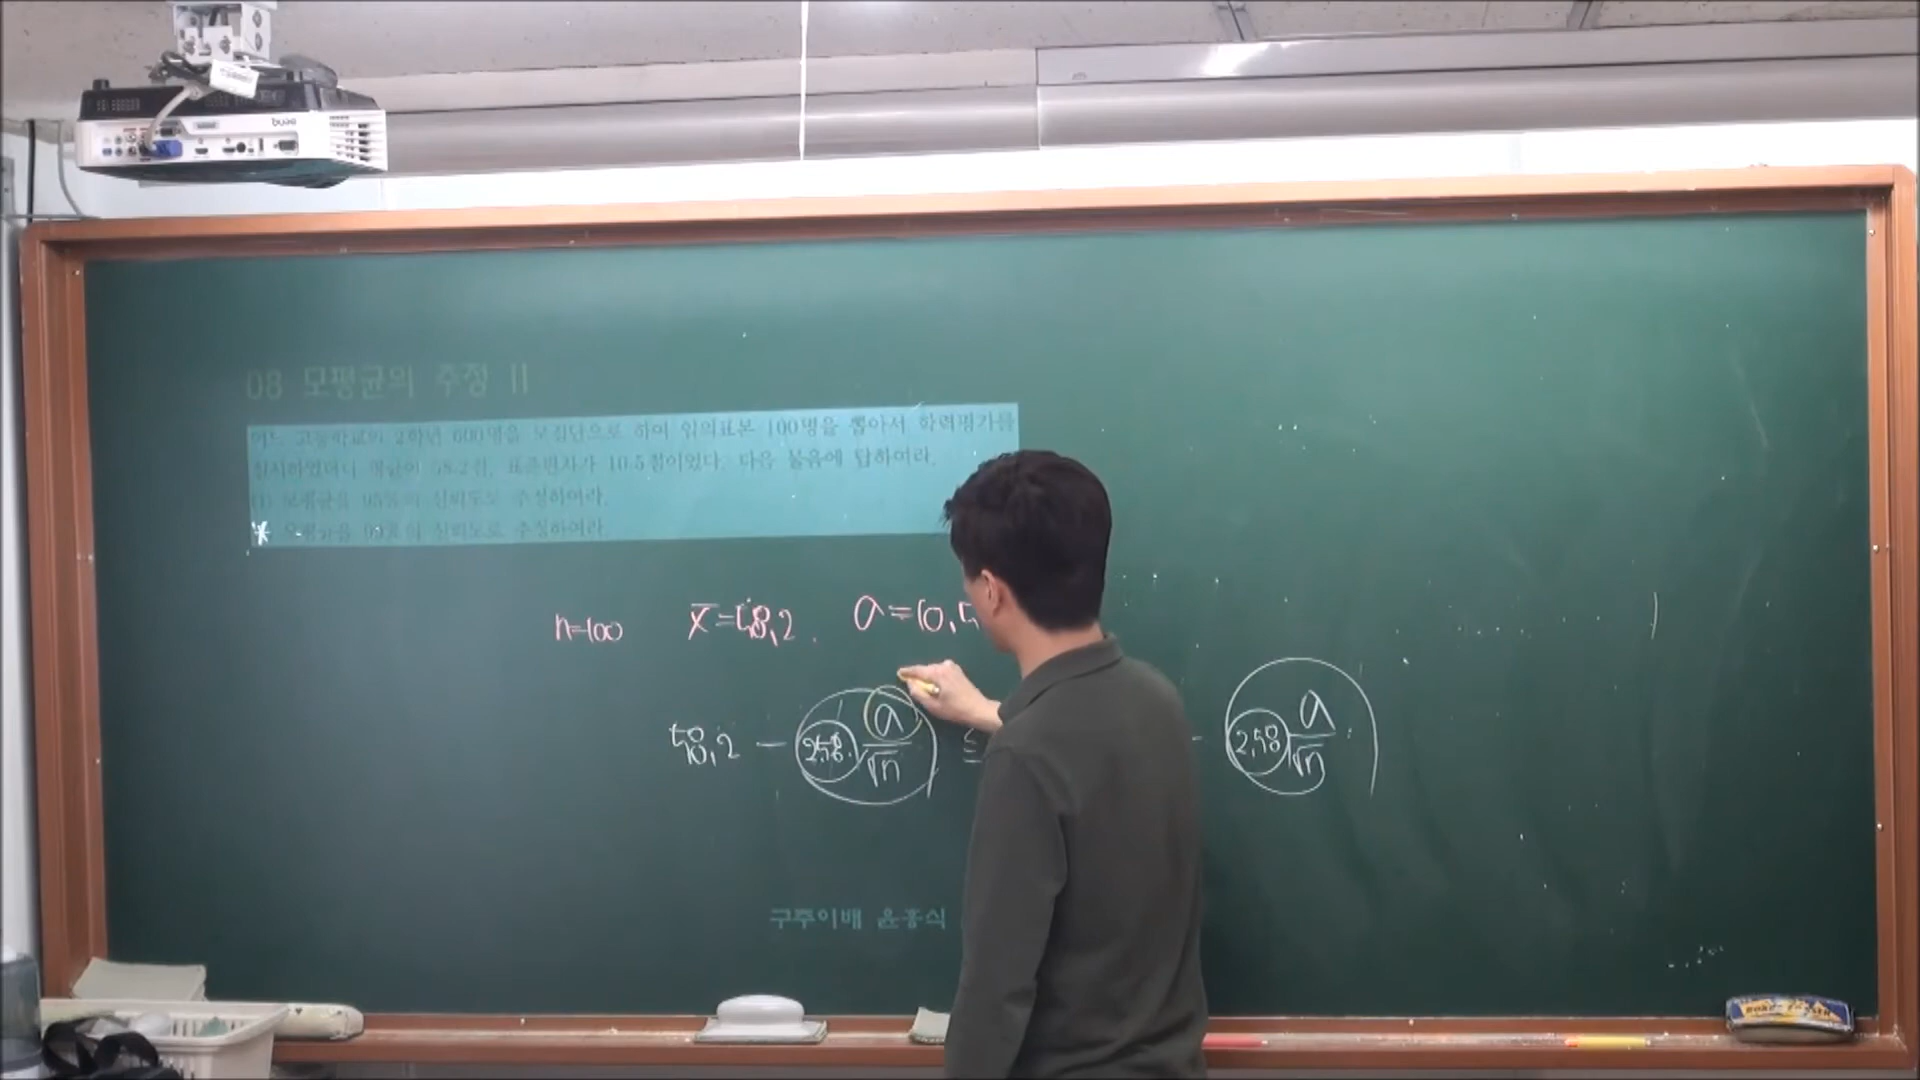 benq
08 모평균의 추정 II
어느 고등학교의 2학년 600명을 모집단으로 하여 임의표본 100명을 뽑아서 학력평가를
실시하였더니 평균이 58.2점, 표준편차가 10.5점이었다. 다음 물음에 답하여라.
(1) 모평균을 95%의 신뢰도로 추정하여라.
모평균을 99%의 신뢰도로 추정하여라.
n=100 x̄=58,2 . a=10,5
58,2 - 2.58. a/√n ≤ - 2,58 a/√n
구주이배 윤홍식